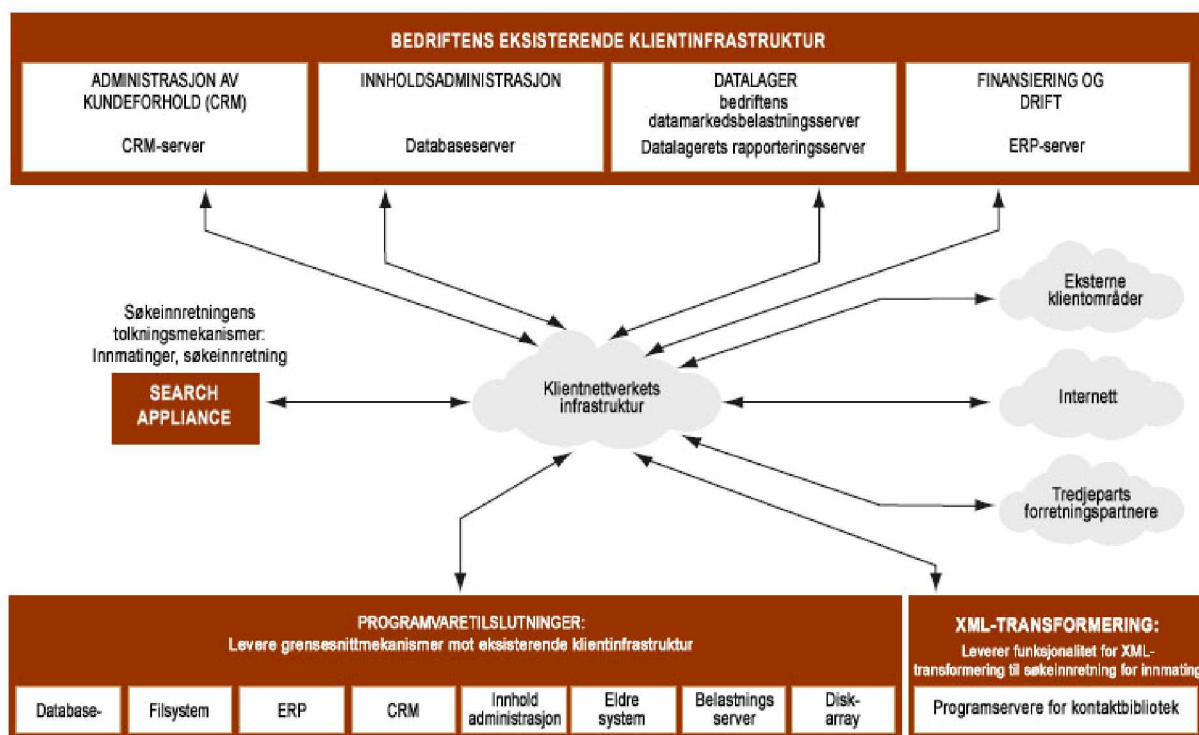 BEDRIFTENS EKSISTERENDE KLIENTINFRASTRUKTUR
ADMINISTRASJON AV
KUNDEFORHOLD (CRM)
CRM-server
INNHOLDSADMINISTRASJON
Databaseserver
DATALAGER
bedriftens
datamarkedsbelastningsserver
Datalagerets rapporteringsserver
FINANSIERING OG
DRIFT
ERP-server
Søkeinnretningens
tolkningsmekanismer:
Innmatinger, søkeinnretning
SEARCH
APPLIANCE
Klientnettverkets
infrastruktur
Eksterne
klientområder
Internett
Tredjeparts
forretningspartnere
PROGRAMVARETILSLUTNINGER:
Levere grensesnittmekanismer mot eksisterende klientinfrastruktur
Database-
Filsystem
ERP
CRM
Innhold
administrasjon
Eldre
system
Belastnings
server
Disk-
array
XML-TRANSFORMERING:
Leverer funksjonalitet for XML-
transformering til søkeinnretning for innmating
Programservere for kontaktbibliotek